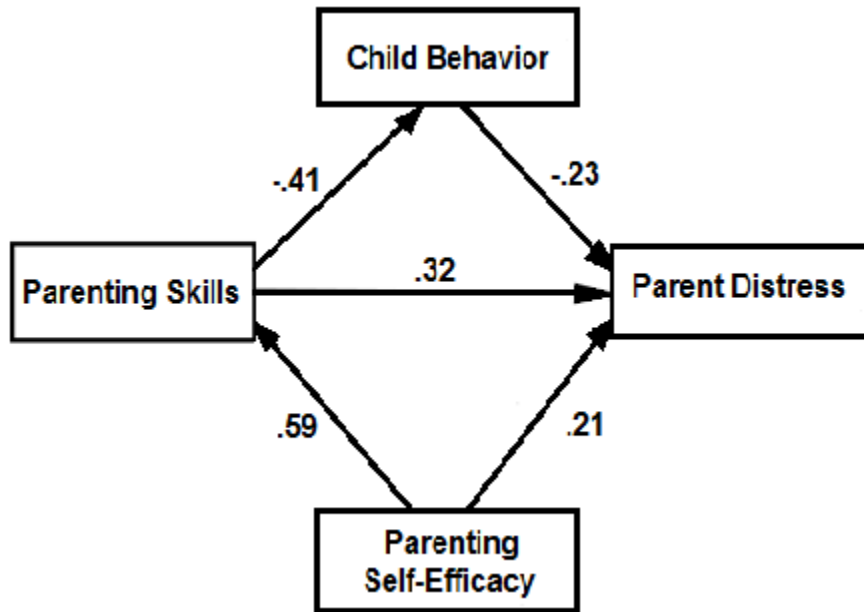 Child Behavior
-.41
-.23
Parenting Skills
.32
Parent Distress
.59
.21
Parenting
Self-Efficacy